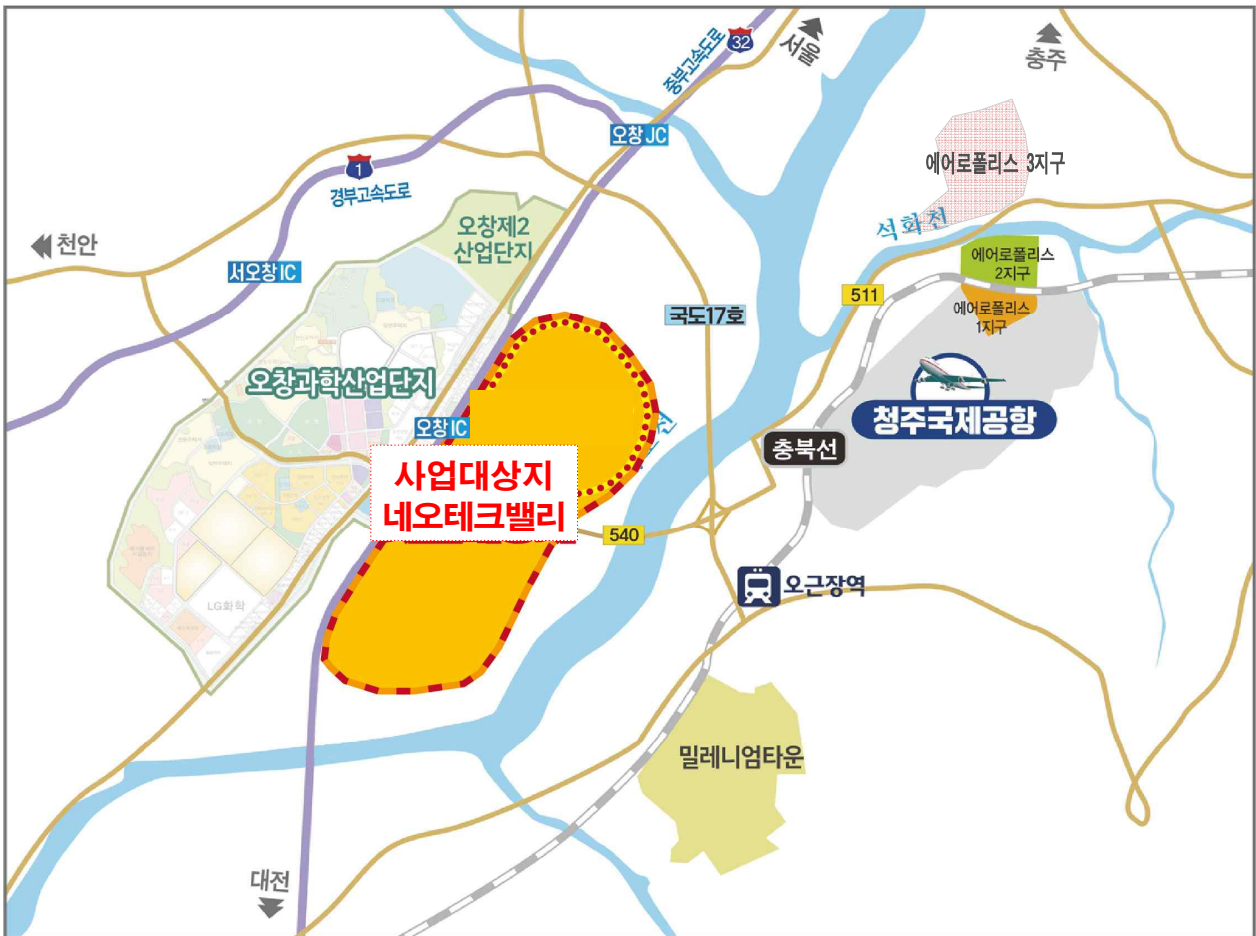 32
중부고속도로
서울
충주
오창 JC
에어로폴리스 3지구
1
경부고속도로
석화천
오창제2
산업단지
천안
에어로폴리스
2지구
서오창 IC
511
국도17호
에어로폴리스
1지구
오창과학산업단지
청주국제공항
오창 IC
충북선
사업대상지
네오테크밸리
540
오근장역
LG화학
밀레니엄타운
대전